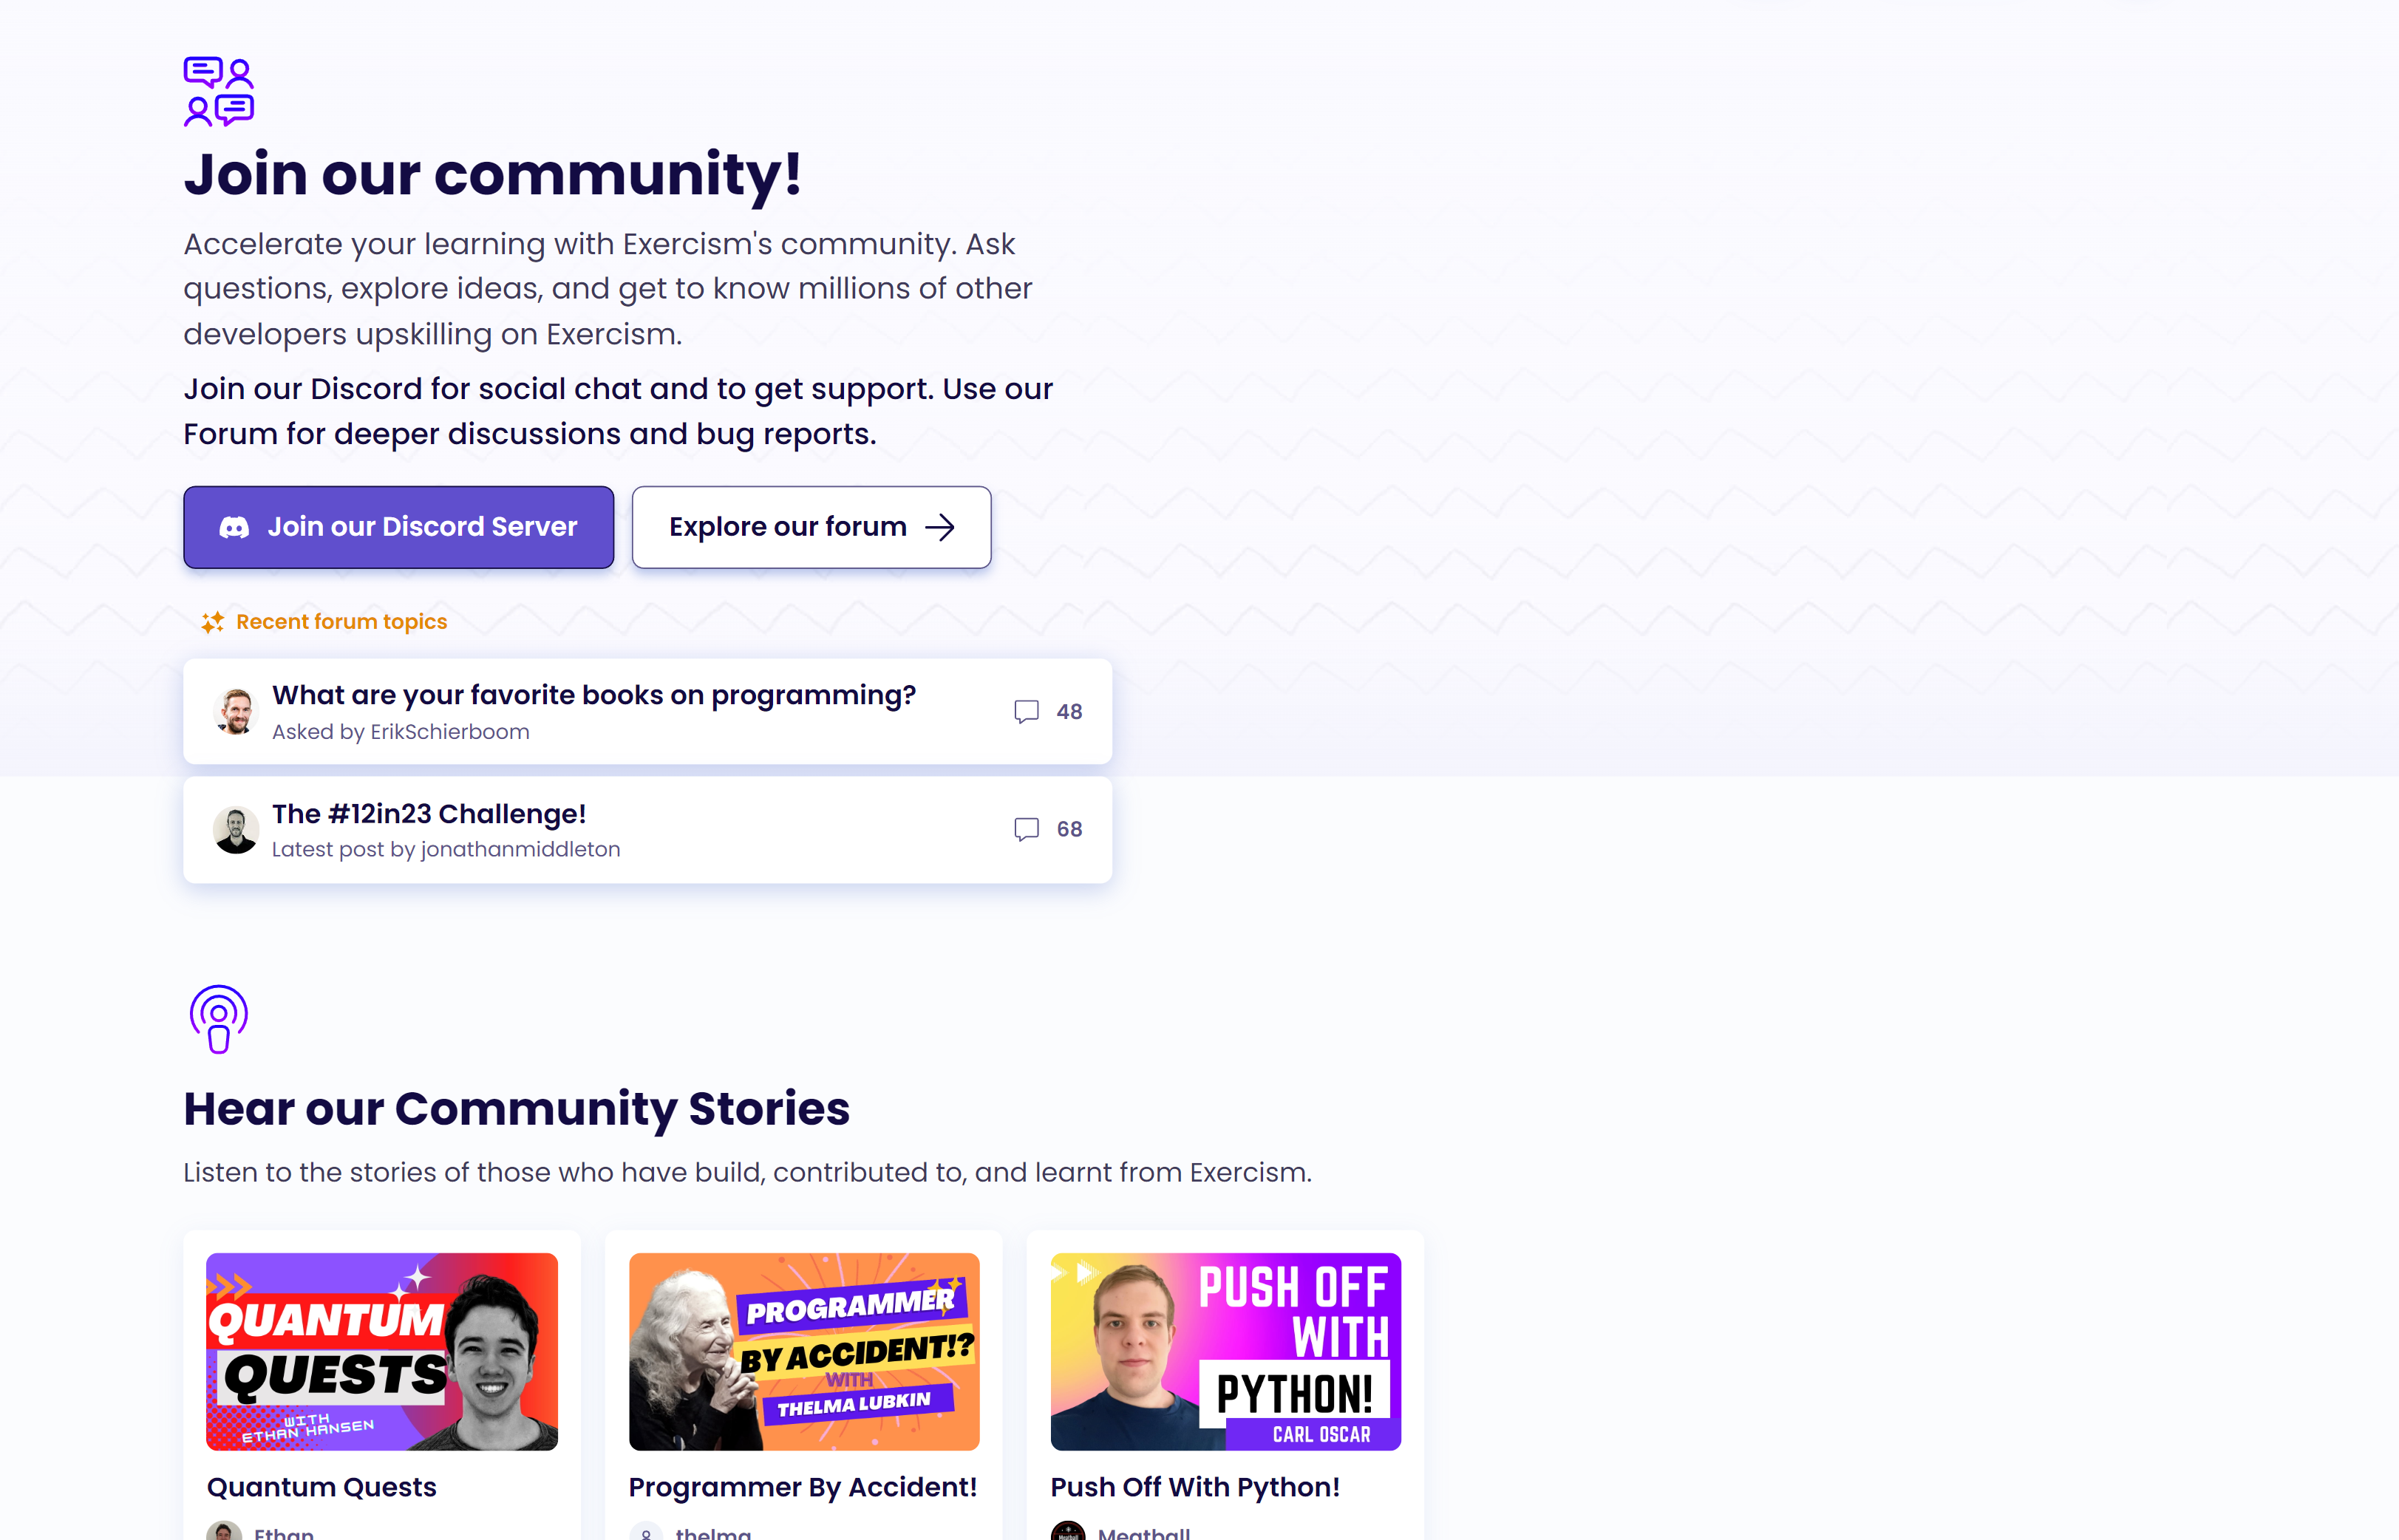 Join our community!
Accelerate your learning with Exercism's community. Ask
questions, explore ideas, and get to know millions of other
developers upskilling on Exercism.
Join our Discord for social chat and to get support. Use our
Forum for deeper discussions and bug reports.
Join our Discord Server
Explore our forum
Recent forum topics
What are your favorite books on programming?
Asked by ErikSchierboom
48
The #12in23 Challenge!
Latest post by jonathanmiddleton
68
Hear our Community Stories
Listen to the stories of those who have build, contributed to, and learnt from Exercism.
QUANTUM
QUESTS
WITH
ETHAN HANSEN
PROGRAMMER
BY ACCIDENT!?
WITH
THELMA LUBKIN
PUSH OFF
WITH
PYTHON!
CARL OSCAR
Quantum Quests
Programmer By Accident!
Push Off With Python!
Ethan
thelma
Meatball